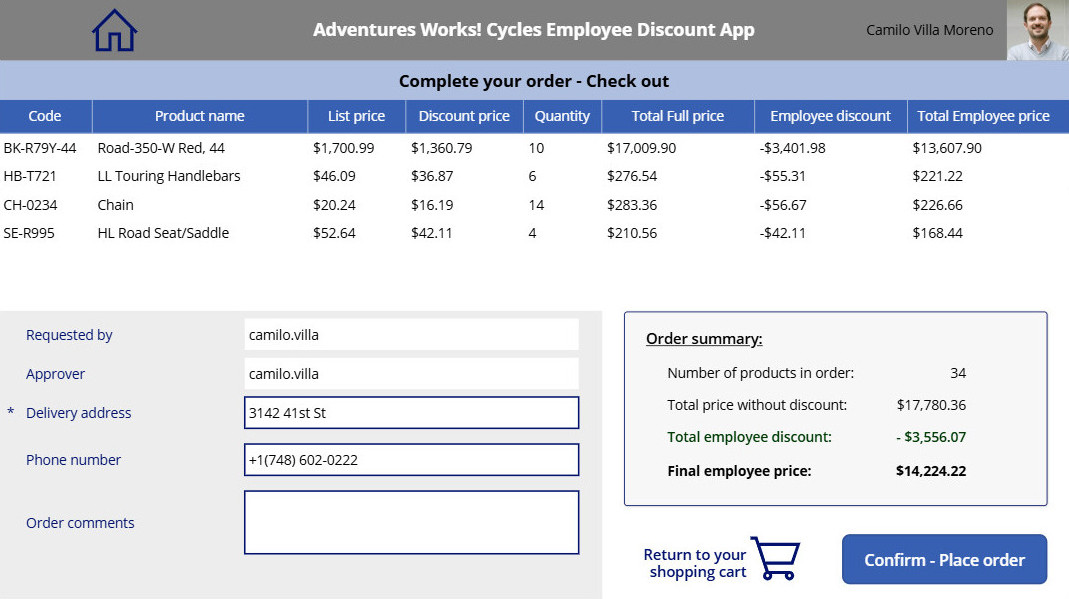 Adventures Works! Cycles Employee Discount App
Camilo Villa Moreno
Complete your order - Check out
Code Product name List price Discount price Quantity Total Full price Employee discount Total Employee price
BK-R79Y-44 Road-350-W Red, 44 $1,700.99 $1,360.79 10 $17,009.90 -$3,401.98 $13,607.90
HB-T721 LL Touring Handlebars $46.09 $36.87 6 $276.54 -$55.31 $221.22
CH-0234 Chain $20.24 $16.19 14 $283.36 -$56.67 $226.66
SE-R995 HL Road Seat/Saddle $52.64 $42.11 4 $210.56 -$42.11 $168.44
Requested by camilo.villa
Approver camilo.villa
* Delivery address 3142 41st St
Phone number +1(748) 602-0222
Order comments
Order summary:
Number of products in order: 34
Total price without discount: $17,780.36
Total employee discount: - $3,556.07
Final employee price: $14,224.22
Return to your
shopping cart
Confirm - Place order